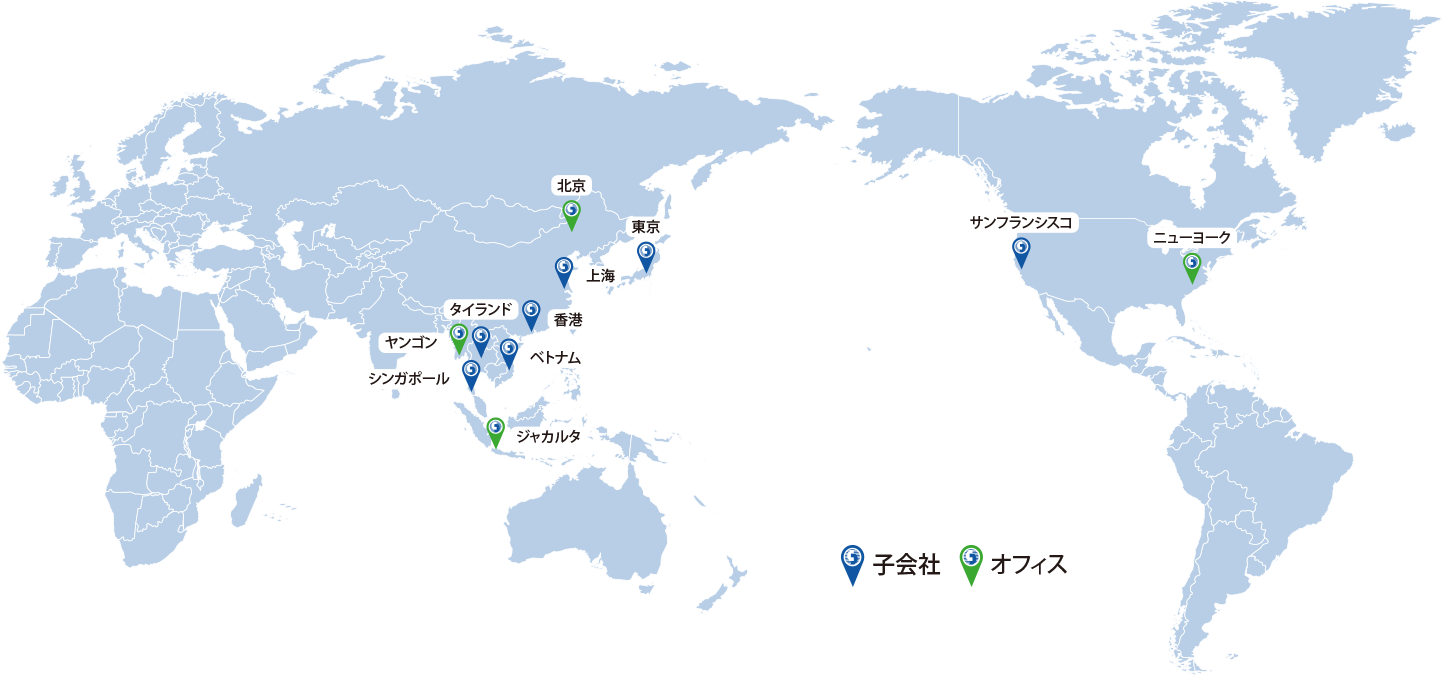 北京
東京
サンフランシスコ
ニューヨーク
上海
タイランド
香港
ヤンゴン
ベトナム
シンガポール
ジャカルタ
子会社
オフィス